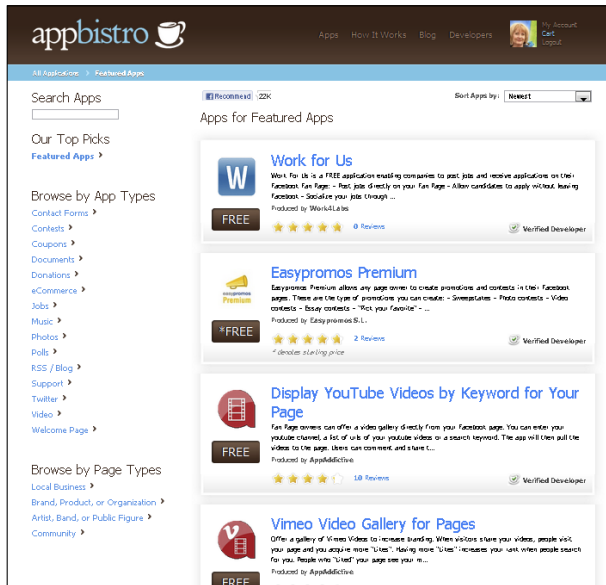 appbistro
Apps How It Works Blog Developers
My Account
Cart
Logout
All Applications > Featured Apps
Search Apps
Recommend 22K
Sort Apps by: Newest
Apps for Featured Apps
Our Top Picks
Featured Apps >
Browse by App Types
Contact Forms >
Contests >
Coupons >
Documents >
Donations >
eCommerce >
Jobs >
Music >
Photos >
Polls >
RSS / Blog >
Support >
Twitter >
Video >
Welcome Page >
Browse by Page Types
Local Business >
Brand, Product, or Organization >
Artist, Band, or Public Figure >
Community >
W
FREE
Work for Us
Work For Us is a FREE application enabling companies to post jobs and receive applications on their
Facebook Fan Page: - Post jobs directly on your Fan Page - Allow candidates to apply without leaving
Facebook - Socialize your jobs through ...
Produced by Work4Labs
0 Reviews
Verified Developer
easypromos
Premium
*FREE
Easypromos Premium
Easypromos Premium allows any page owner to create promotions and contests in their Facebook
pages. These are the type of promotions you can create: - Sweepstakes - Photo contests - Video
contests - Essay contests - "Pick your Favorite" - ...
Produced by Easypromos S.L.
2 Reviews
* denotes starting price
Verified Developer
FREE
Display YouTube Videos by Keyword for Your
Page
Fan Page owners can offer a video gallery directly from your Facebook page. You can enter your
youtube channel, a list of urls of your youtube videos or a search keyword. The app will then pull the
videos to the page. Users can comment and share t...
Produced by AppAddictive
10 Reviews
Verified Developer
V
FREE
Vimeo Video Gallery for Pages
Offer a gallery of Vimeo Videos to increase branding. When visitors share your videos, people visit
your page and you acquire more "Likes". Having more "Likes" increases your rank when people search
for you. People who "Liked" your page see your m...
Produced by AppAddictive